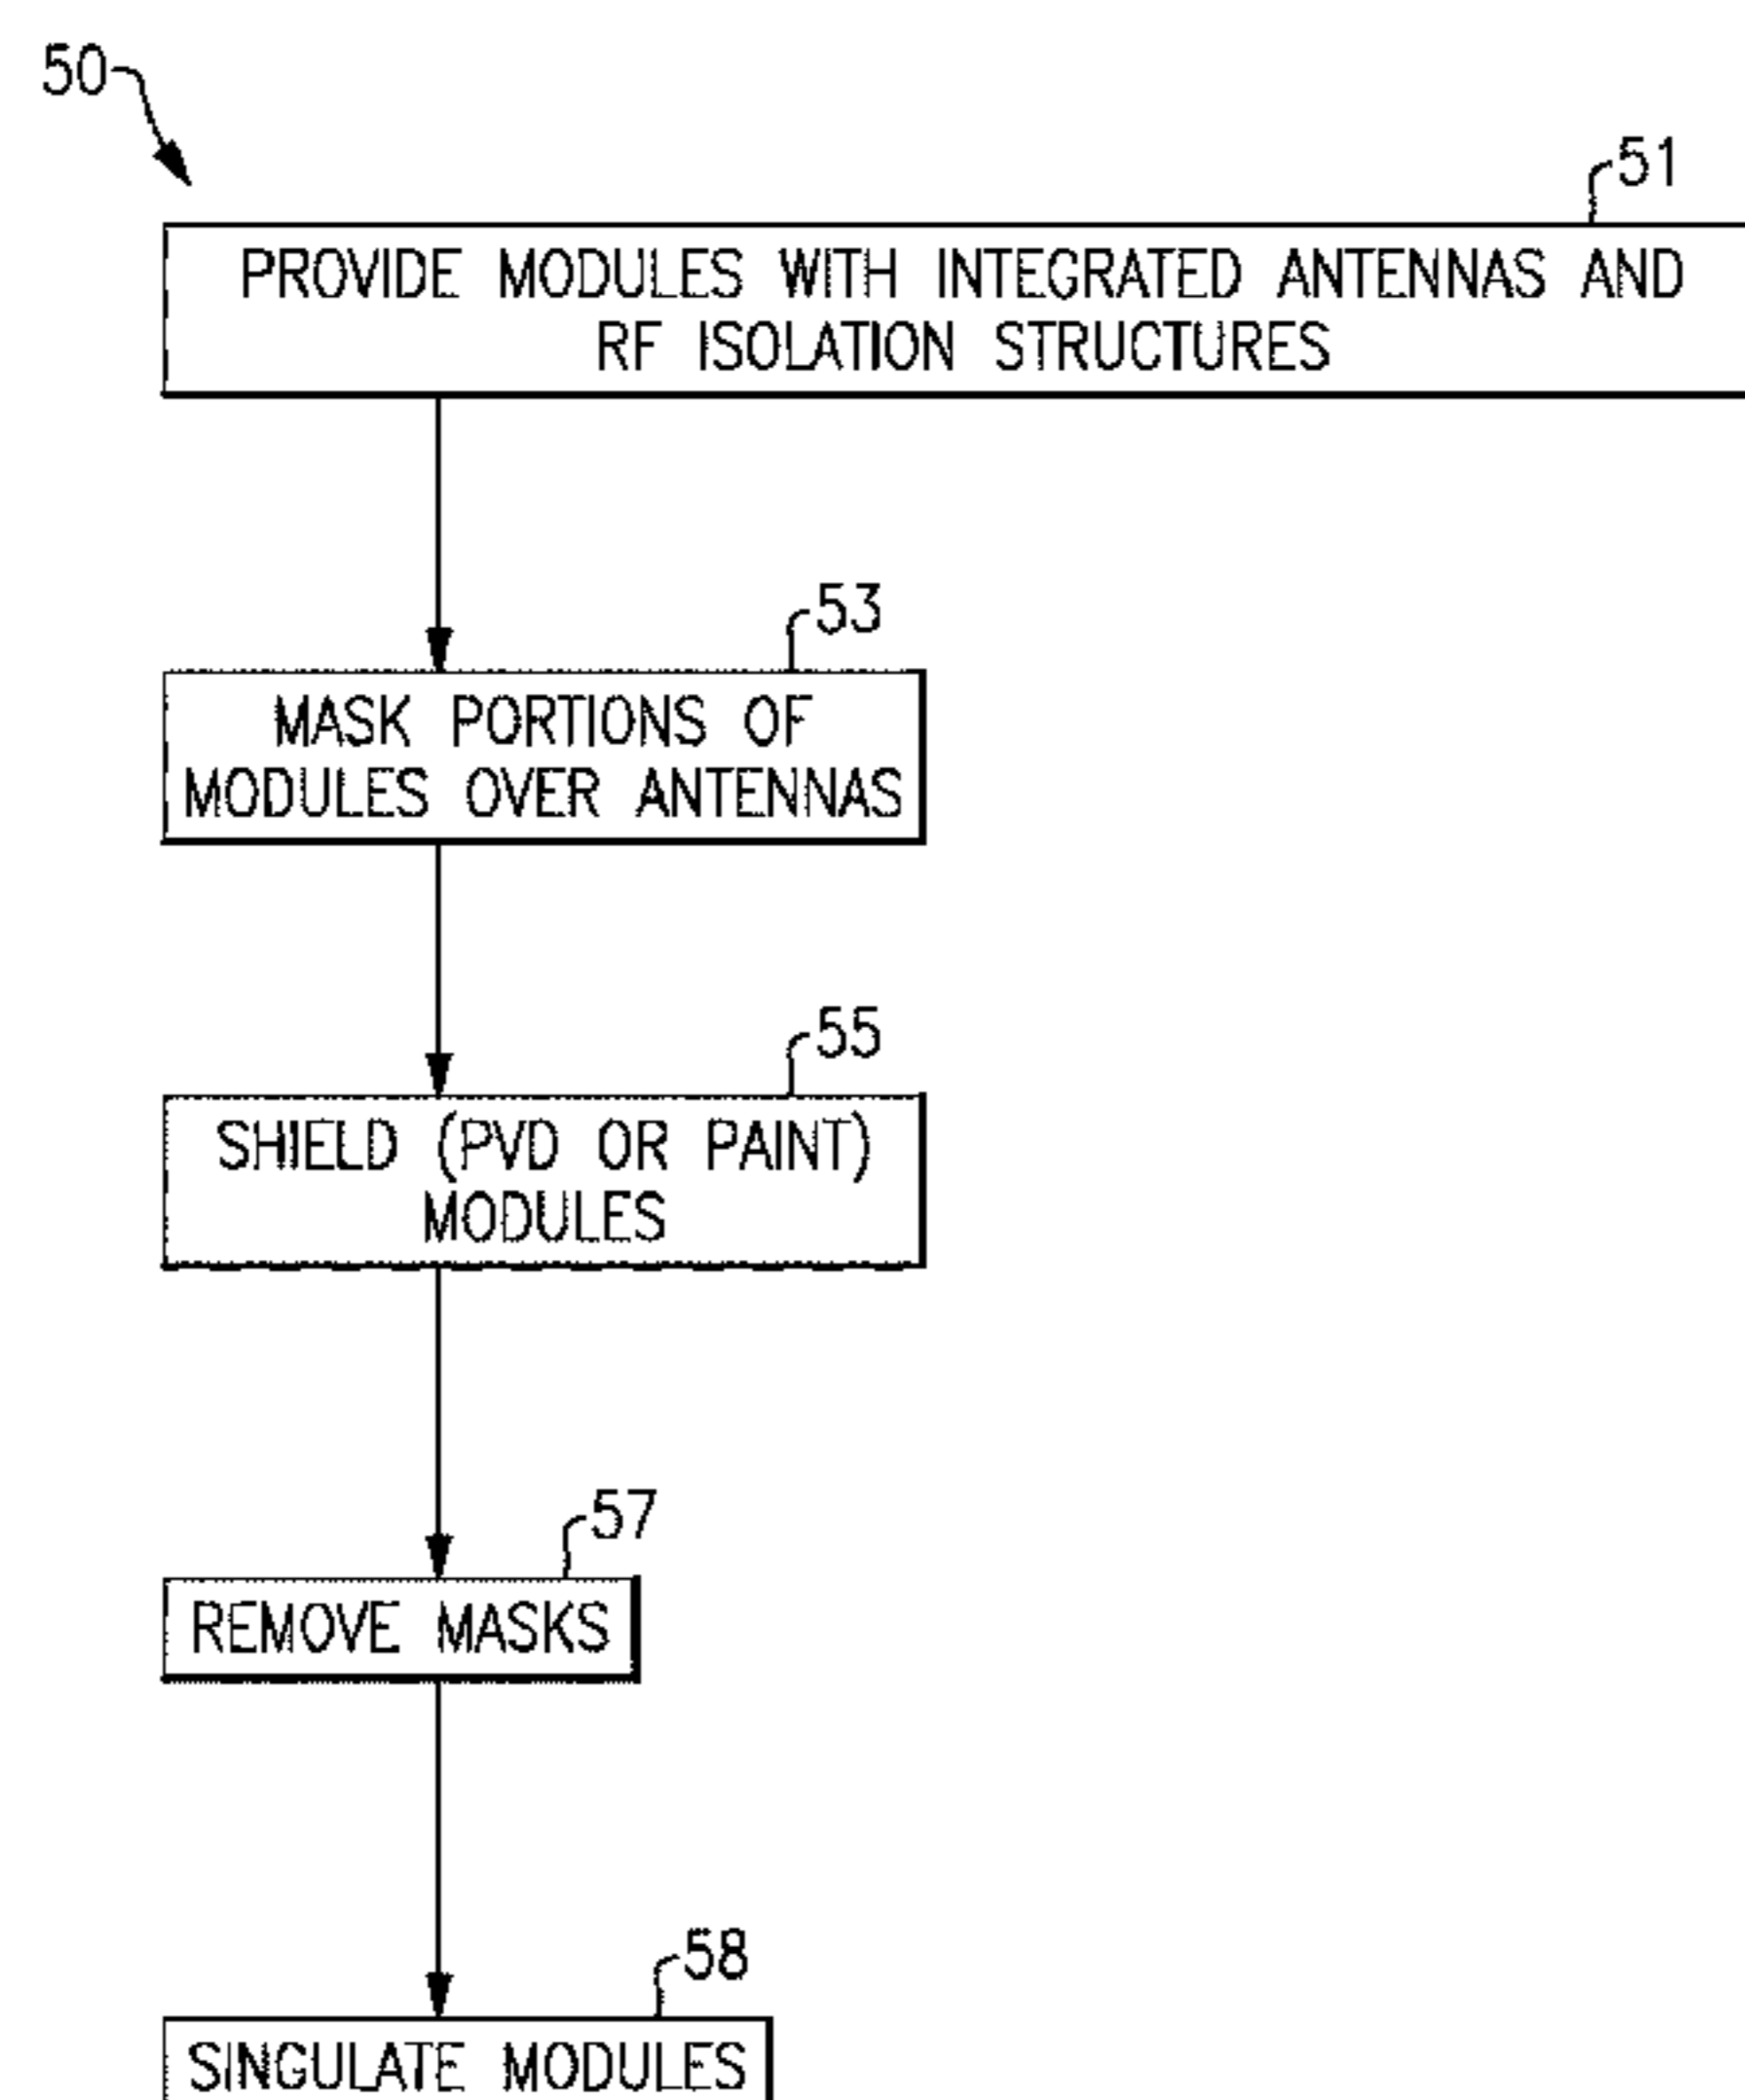 50
51
PROVIDE MODULES WITH INTEGRATED ANTENNAS AND
RF ISOLATION STRUCTURES
53
MASK PORTIONS OF
MODULES OVER ANTENNAS
55
SHIELD (PVD OR PAINT)
MODULES
57
REMOVE MASKS
58
SINGULATE MODULES